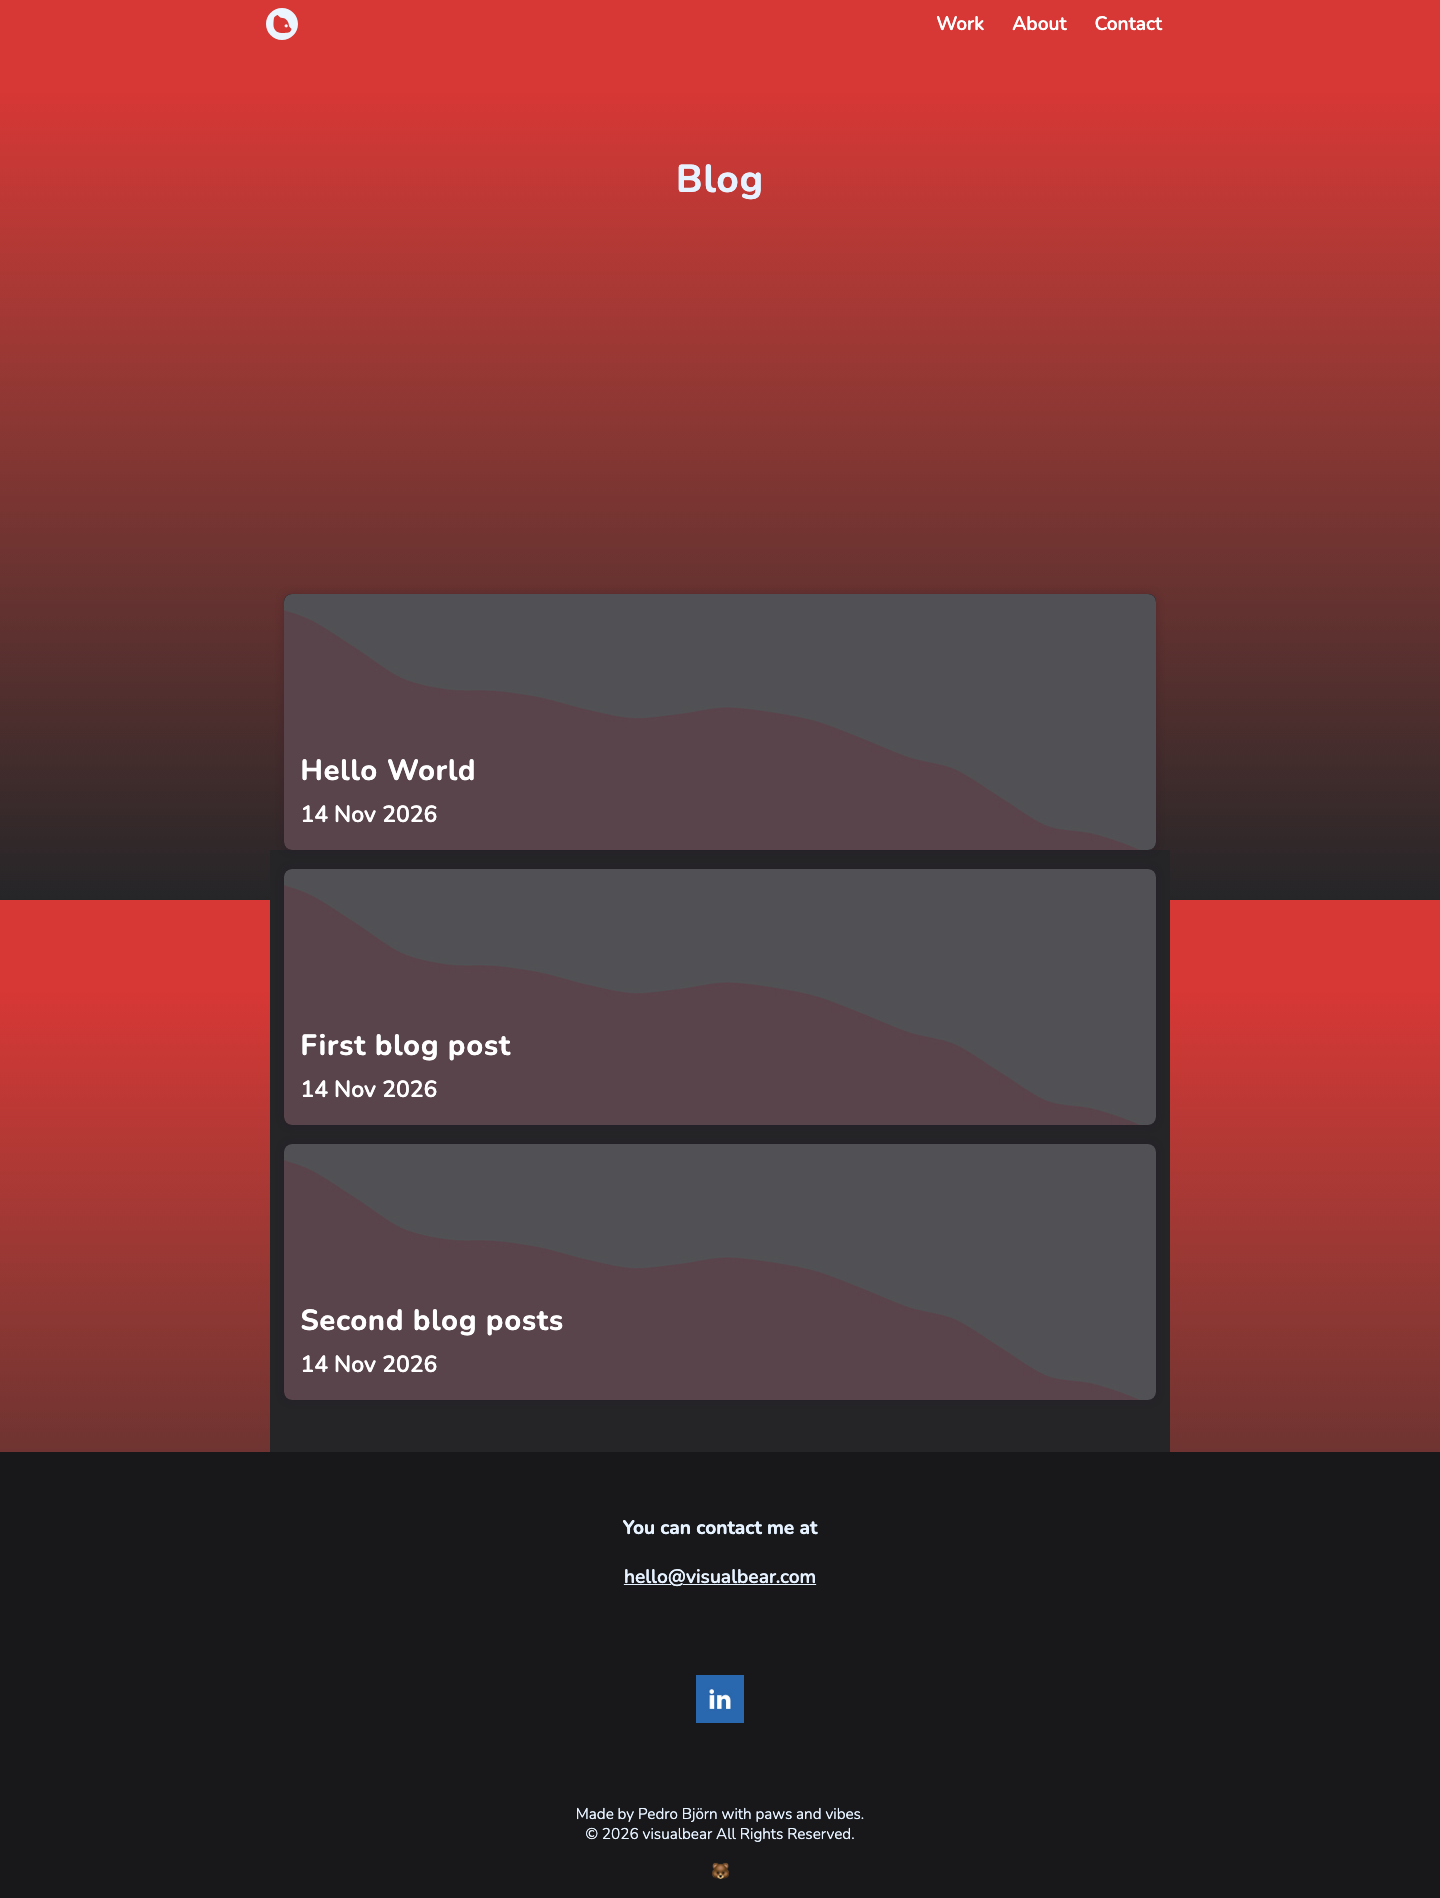 Work About Contact
Blog
Hello World
14 Nov 2026
First blog post
14 Nov 2026
Second blog posts
14 Nov 2026
You can contact me at
hello@visualbear.com
in
Made by Pedro Björn with paws and vibes.
© 2026 visualbear All Rights Reserved.